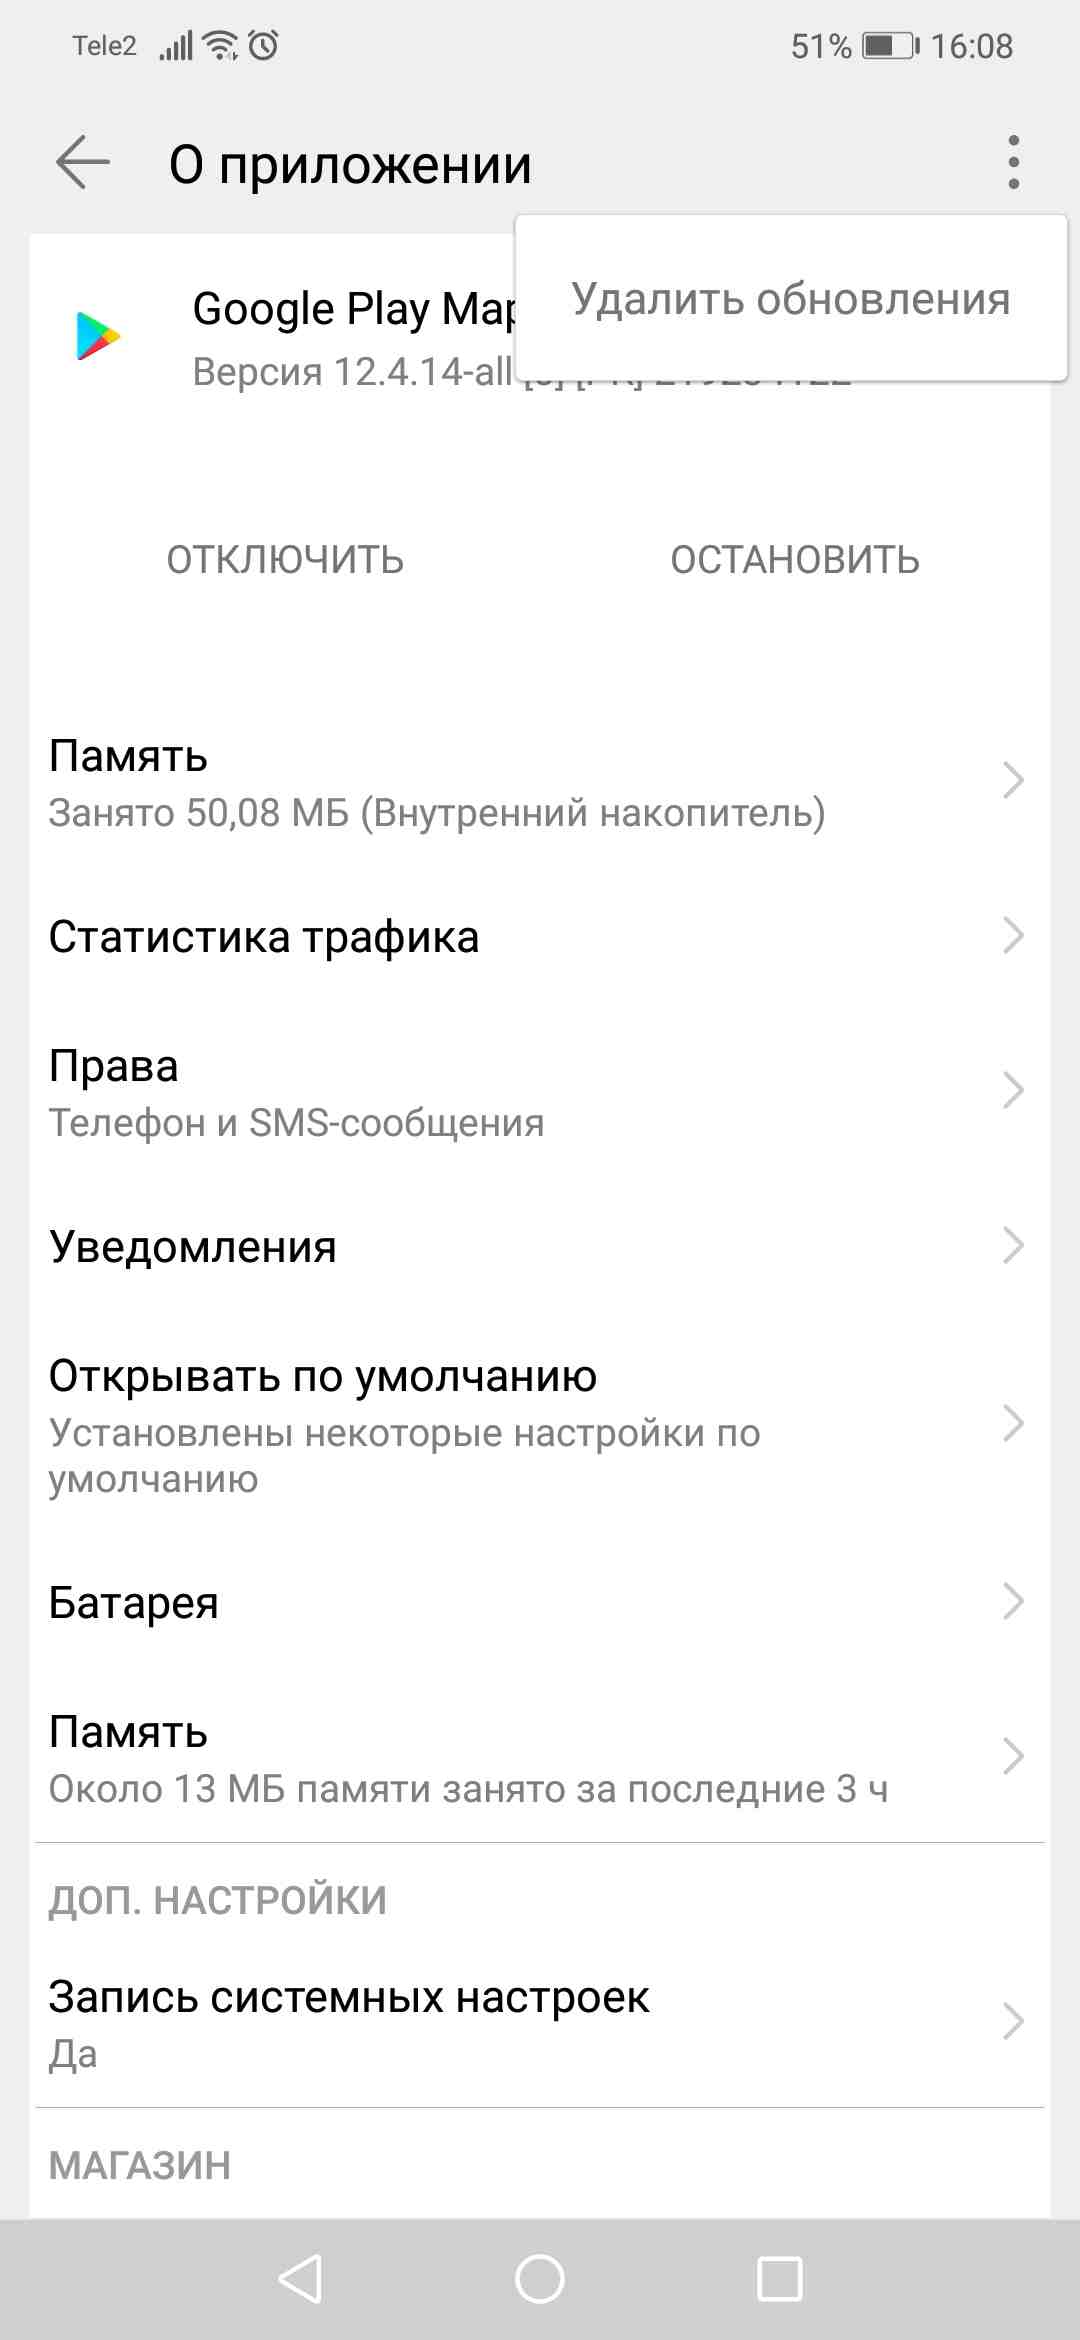 Tele2 51% 16:08
О приложении
Удалить обновления
Google Play
Версия 12.4.14-all
ОТКЛЮЧИТЬ ОСТАНОВИТЬ
Память
Занято 50,08 МБ (Внутренний накопитель)
Статистика трафика
Права
Телефон и SMS-сообщения
Уведомления
Открывать по умолчанию
Установлены некоторые настройки по
умолчанию
Батарея
Память
Около 13 МБ памяти занято за последние 3 ч
ДОП. НАСТРОЙКИ
Запись системных настроек
Да
МАГАЗИН